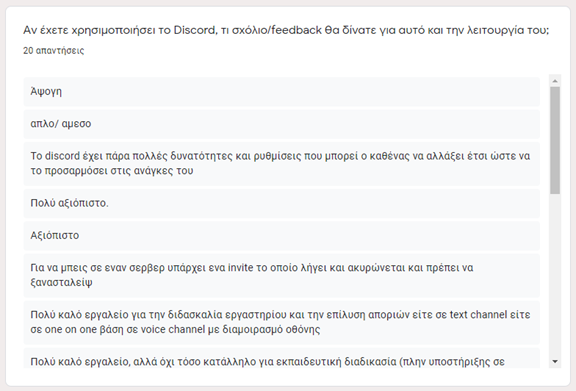 Αν έχετε χρησιμοποιήσει το Discord, τι σχόλιο/feedback θα δίνατε για αυτό και την λειτουργία του;
20 απαντήσεις
Άψογη
απλο/ αμεσο
Το discord έχει πάρα πολλές δυνατότητες και ρυθμίσεις που μπορεί ο καθένας να αλλάξει έτσι ώστε να
το προσαρμόσει στις ανάγκες του
Πολύ αξιόπιστο.
Αξιόπιστο
Για να μπεις σε εναν σερβερ υπάρχει ενα invite το οποίο λήγει και ακυρώνεται και πρέπει να
ξανασταλείψ
Πολύ καλό εργαλείο για την διδασκαλία εργαστηρίου και την επίλυση αποριών είτε σε text channel είτε
σε one on one βάση σε voice channel με διαμοιρασμό οθόνης
Πολύ καλό εργαλείο, αλλά όχι τόσο κατάλληλο για εκπαιδευτική διαδικασία (πλην υποστήριξης σε